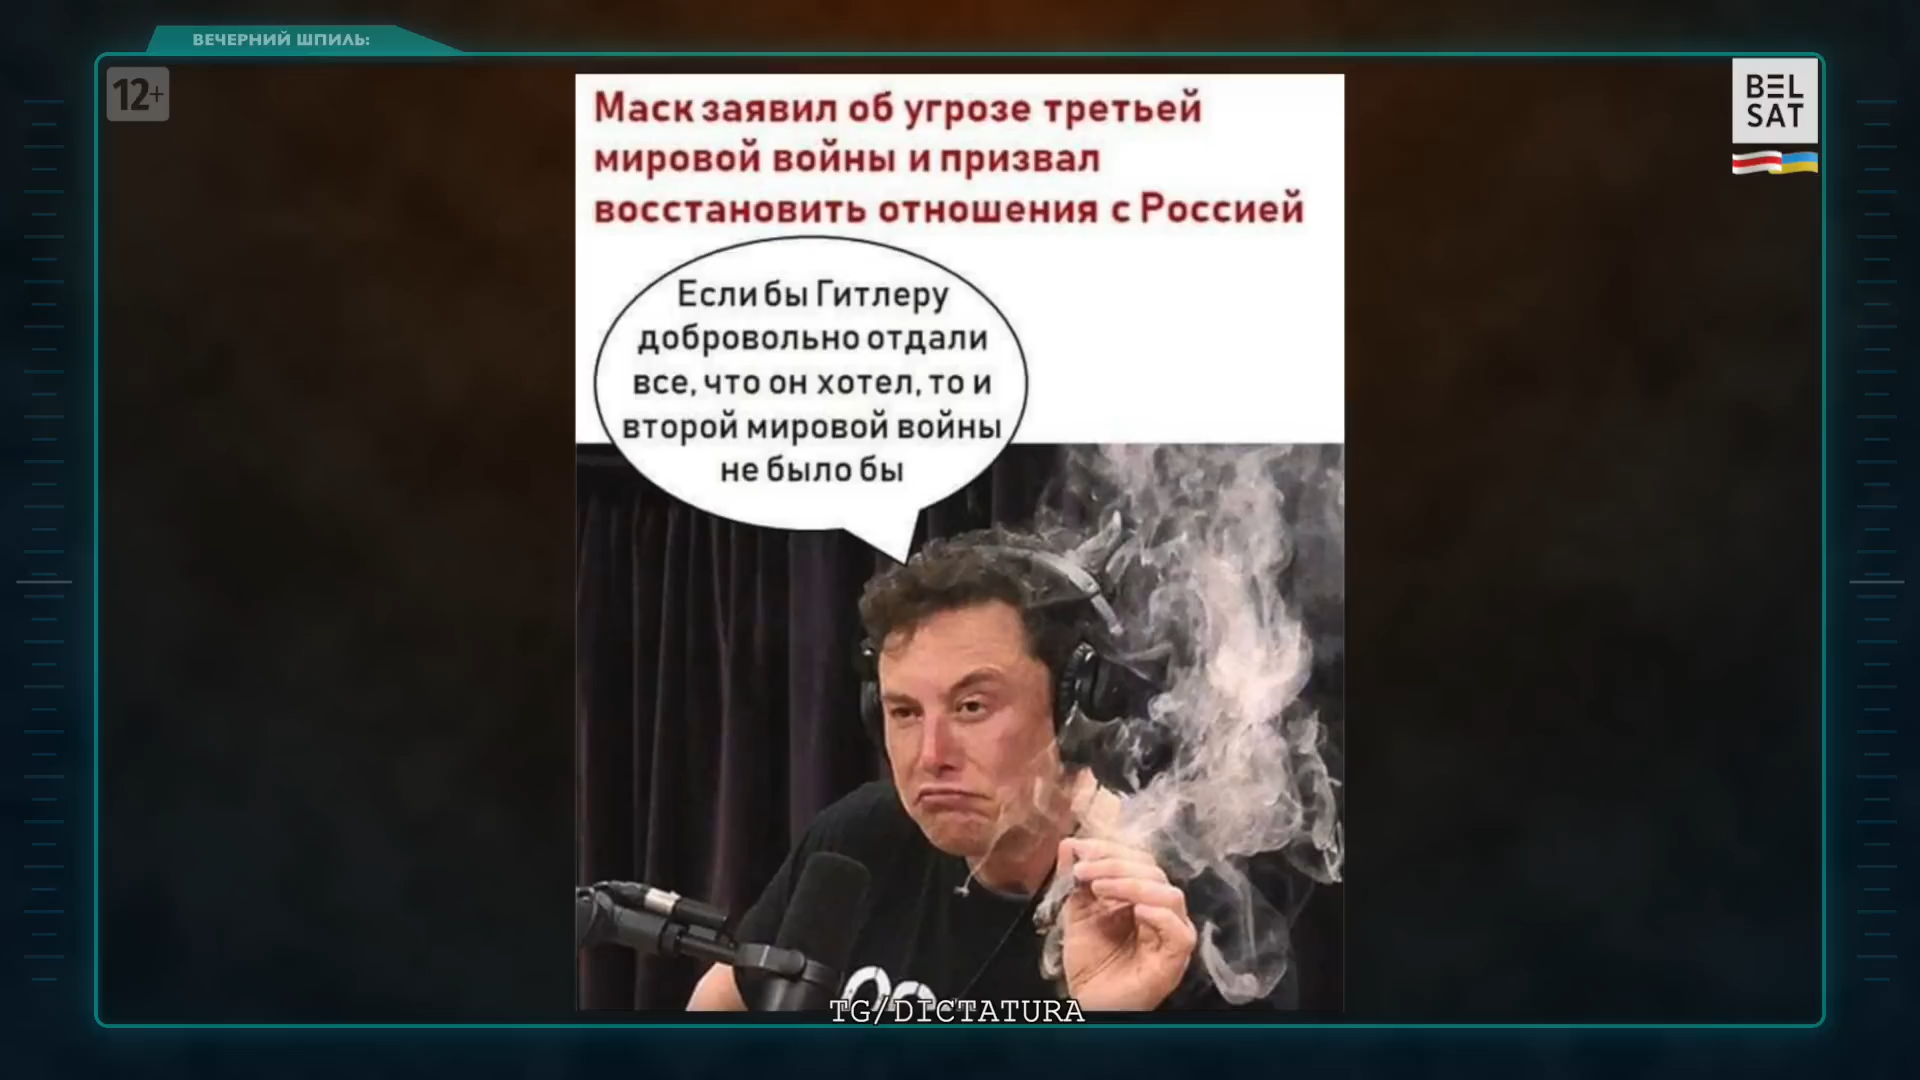 ВЕЧЕРНИЙ ШПИЛЬ:
12+
BEL
SAT
Маск заявил об угрозе третьей
мировой войны и призвал
восстановить отношения с Россией
Если бы Гитлеру
добровольно отдали
все, что он хотел, то и
второй мировой войны
не было бы
TG/DICTATURA